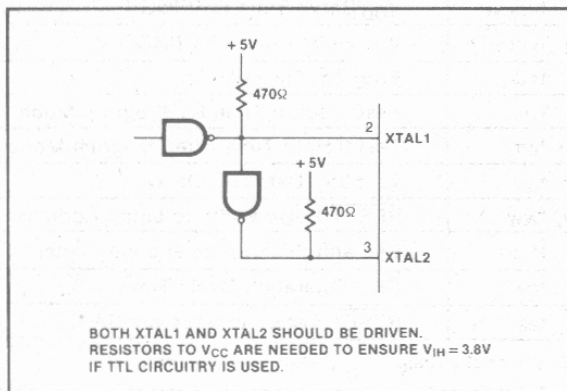 + 5V
470Ω
2
XTAL1
+ 5V
470Ω
3
XTAL2
BOTH XTAL1 AND XTAL2 SHOULD BE DRIVEN.
RESISTORS TO VCC ARE NEEDED TO ENSURE VIH = 3.8V
IF TTL CIRCUITRY IS USED.